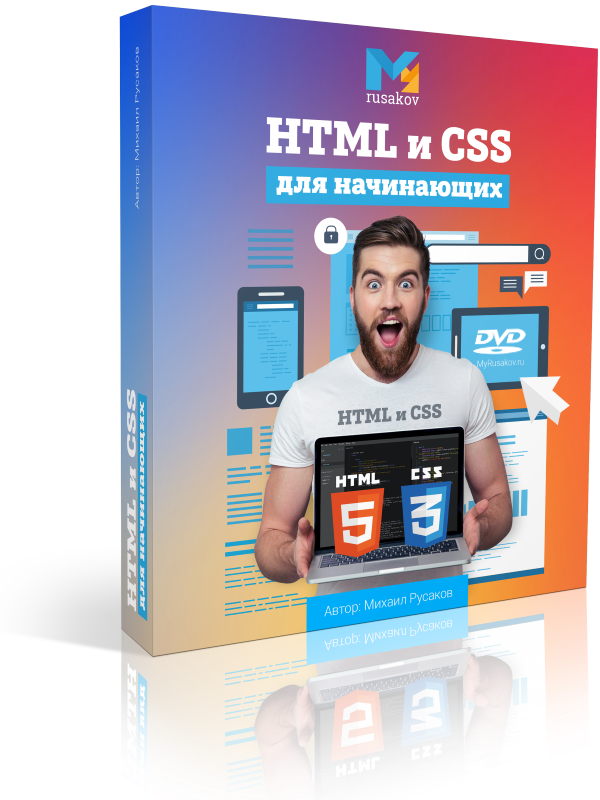 rusakov
HTML и CSS
для начинающих
DVD
MyRusakov.ru
HTML и CSS
HTML
5
CSS
3
Автор: Михаил Русаков
Автор: Михаил Русаков
HTML и CSS
для начинающих